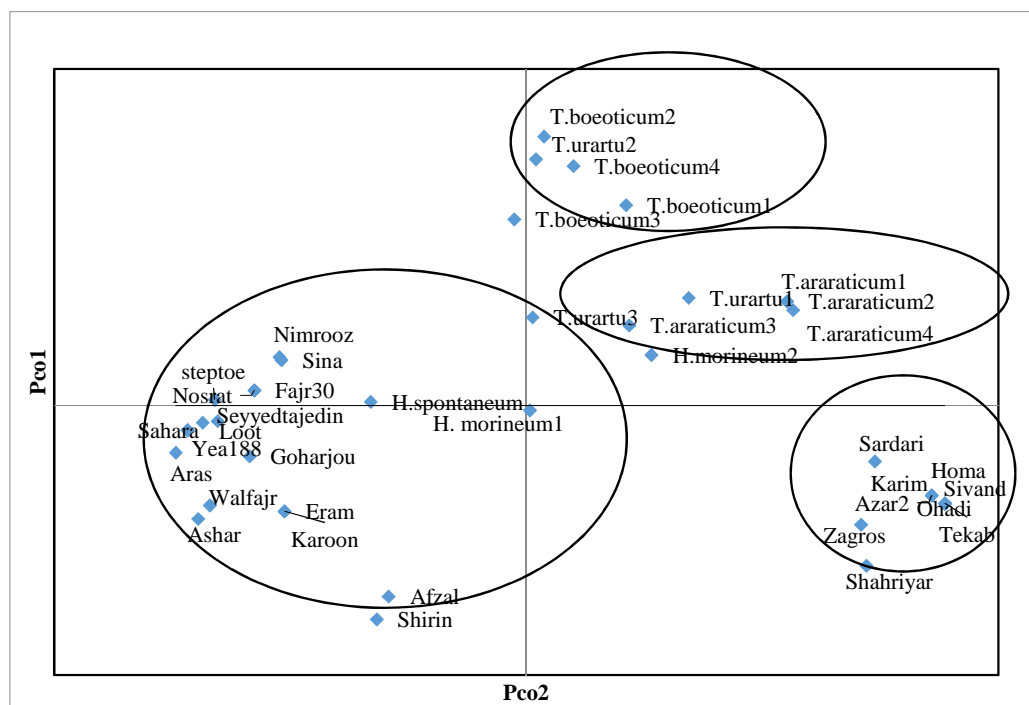 T.boeoticum2
T.urartu2
T.boeoticum4
T.boeoticum1
T.boeoticum3
T.araraticum1
T.urartu1
T.araraticum2
T.urartu3
T.araraticum3
T.araraticum4
Nimrooz
H.morineum2
Sina
Pco1
steptoe
Nosrat
Fajr30
H.spontaneum
Seyyedtajedin
H. morineum1
Sahara
Loot
Yea188
Sardari
Goharjou
Homa
Aras
Karim
Sivand
Walfajr
Azar2
Ohadi
Eram
Ashar
Zagros
Tekab
Karoon
Shahriyar
Afzal
Shirin
Pco2